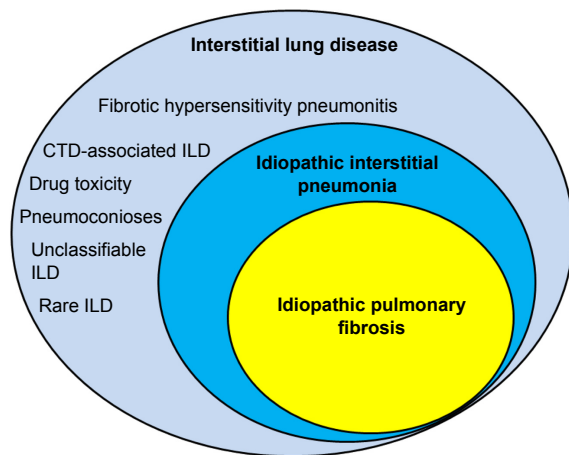 Interstitial lung disease
Fibrotic hypersensitivity pneumonitis
CTD-associated ILD
Drug toxicity
Pneumoconioses
Unclassifiable
ILD
Rare ILD
Idiopathic interstitial
pneumonia
Idiopathic pulmonary
fibrosis